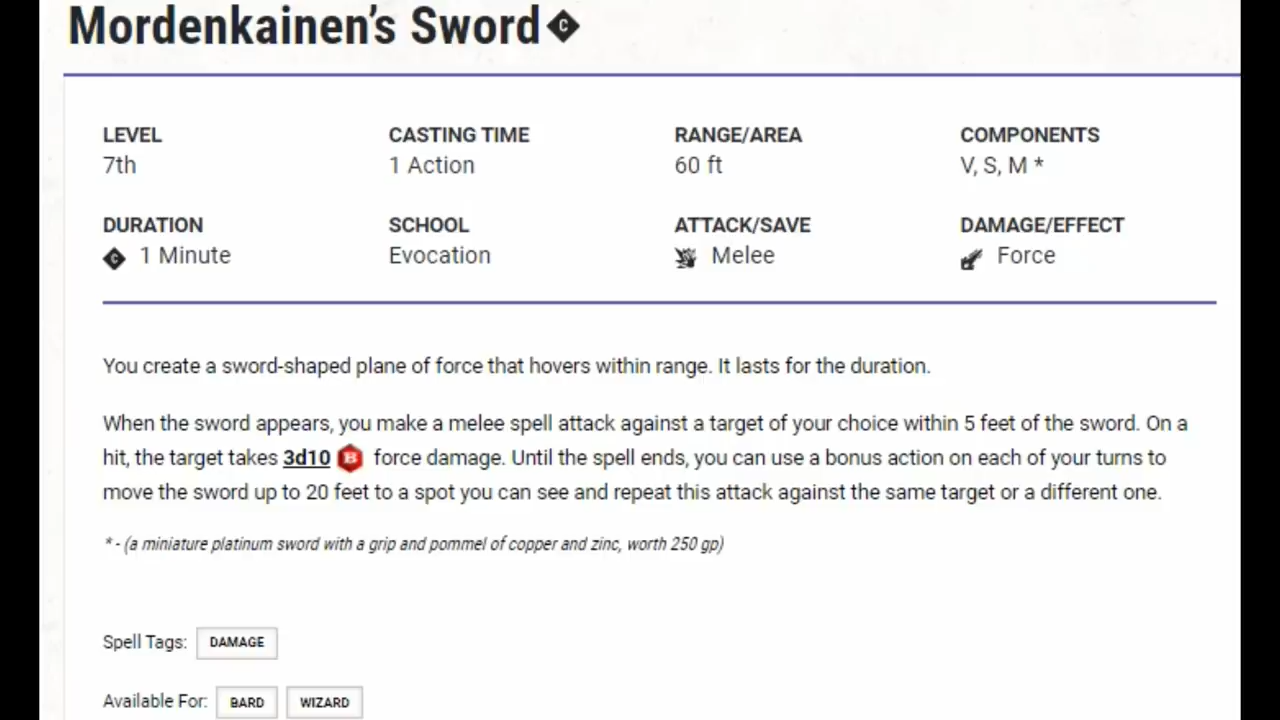 Mordenkainen’s Sword C
LEVEL CASTING TIME RANGE/AREA COMPONENTS
7th 1 Action 60 ft V, S, M *
DURATION SCHOOL ATTACK/SAVE DAMAGE/EFFECT
C 1 Minute Evocation Melee Force
You create a sword-shaped plane of force that hovers within range. It lasts for the duration.
When the sword appears, you make a melee spell attack against a target of your choice within 5 feet of the sword. On a
hit, the target takes 3d10 B force damage. Until the spell ends, you can use a bonus action on each of your turns to
move the sword up to 20 feet to a spot you can see and repeat this attack against the same target or a different one.
* - (a miniature platinum sword with a grip and pommel of copper and zinc, worth 250 gp)
Spell Tags: DAMAGE
Available For: BARD WIZARD